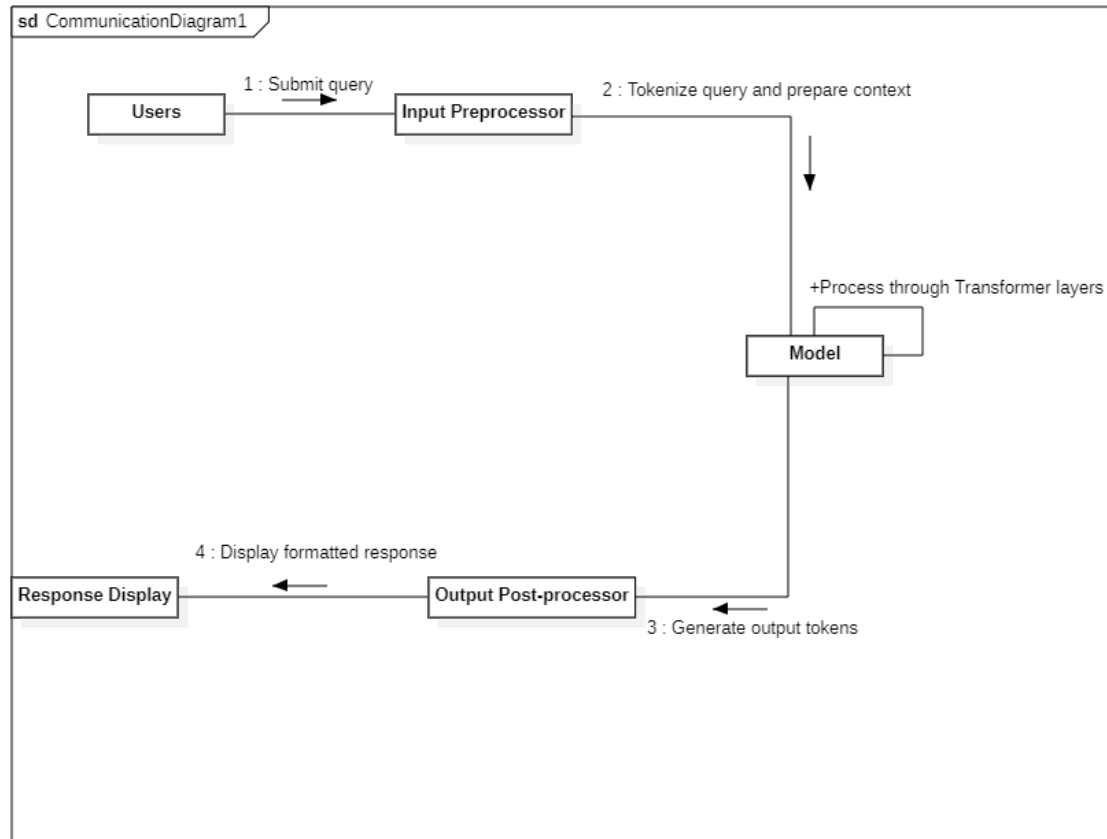 sd CommunicationDiagram1
1 : Submit query
2 : Tokenize query and prepare context
Users
Input Preprocessor
+Process through Transformer layers
Model
4 : Display formatted response
Response Display
Output Post-processor
3 : Generate output tokens